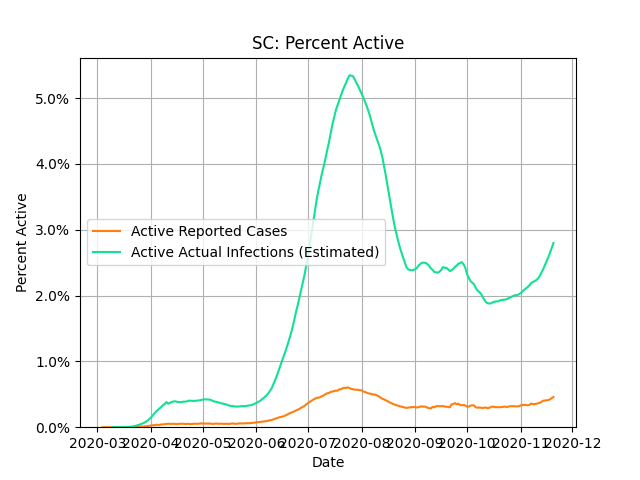 SC: Percent Active
Percent Active
5.0%
4.0%
3.0%
2.0%
1.0%
0.0%
Active Reported Cases
Active Actual Infections (Estimated)
2020-03 2020-04 2020-05 2020-06 2020-07 2020-08 2020-09 2020-10 2020-11 2020-12
Date